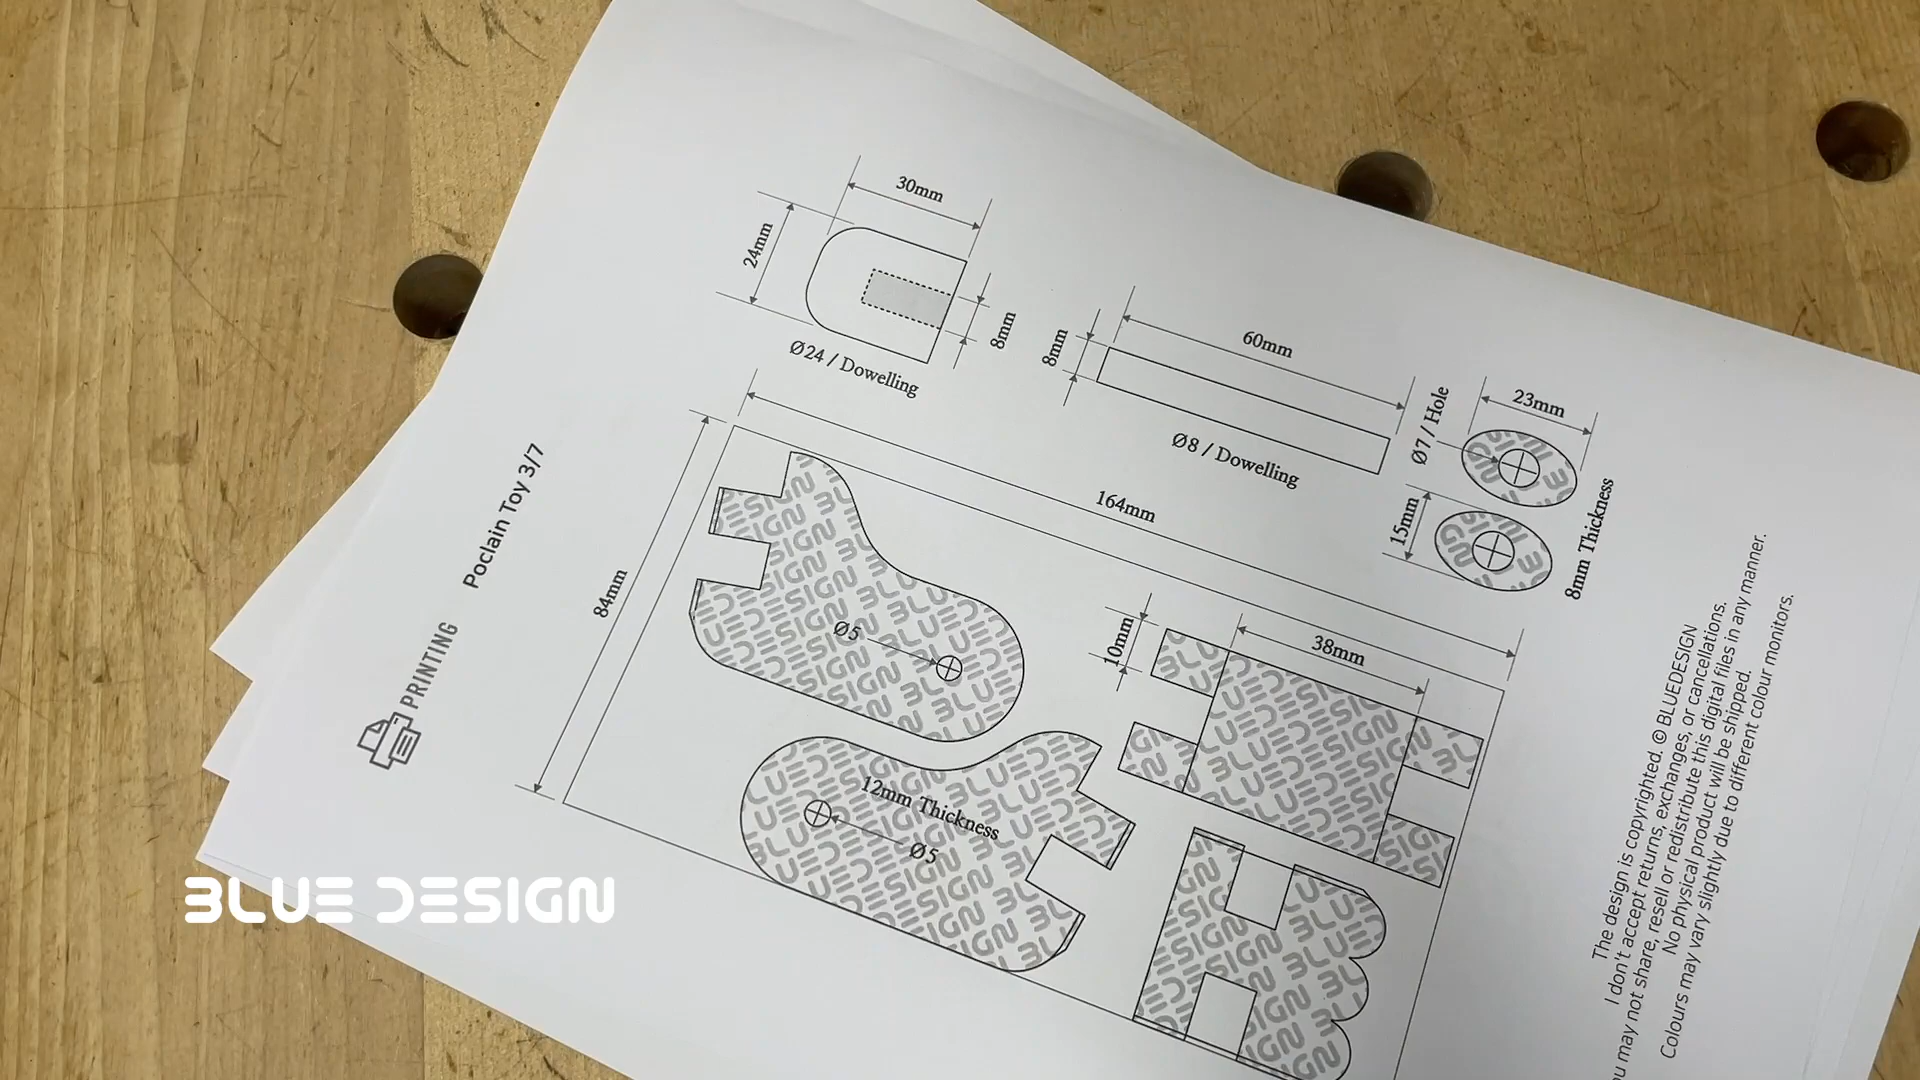 PRINTING
Poclain Toy 3/7
30mm
24mm
8mm
Ø24 / Dowelling
8mm
60mm
Ø8 / Dowelling
Ø7 / Hole
23mm
15mm
8mm Thickness
164mm
84mm
Ø5
10mm
38mm
12mm Thickness
Ø5
The design is copyrighted. © BLUEDESIGN
I don't accept returns, exchanges, or cancellations.
may not share, resell or redistribute this digital files in any manner.
No physical product will be shipped.
Colours may vary slightly due to different colour monitors.
BLUE DESIGN